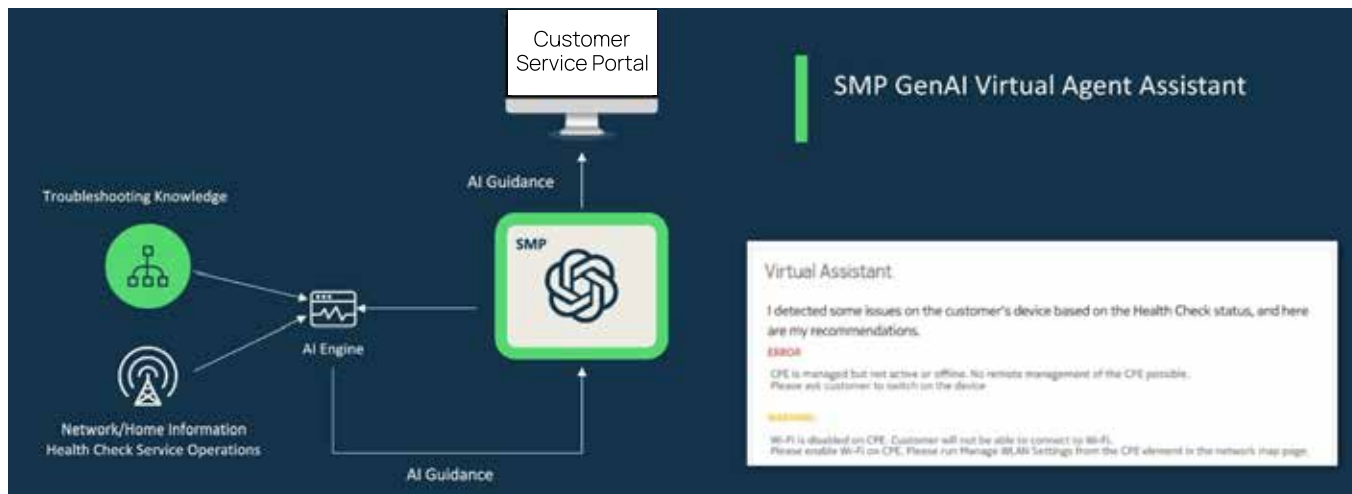 Customer
Service Portal
SMP GenAI Virtual Agent Assistant
AI Guidance
Troubleshooting Knowledge
SMP
AI Engine
Network/Home Information
Health Check Service Operations
AI Guidance
Virtual Assistant
I detected some issues on the customer's device based on the Health Check status, and here
are my recommendations.
ERROR
CPE is managed but not active or offline. No remote management of the CPE possible.
Please ask customer to switch on the device
WARNING
Wi-Fi is disabled on CPE. Customer will not be able to connect to Wi-Fi.
Please enable Wi-Fi on CPE. Please run Manage WLAN Settings from the CPE element in the network map page.